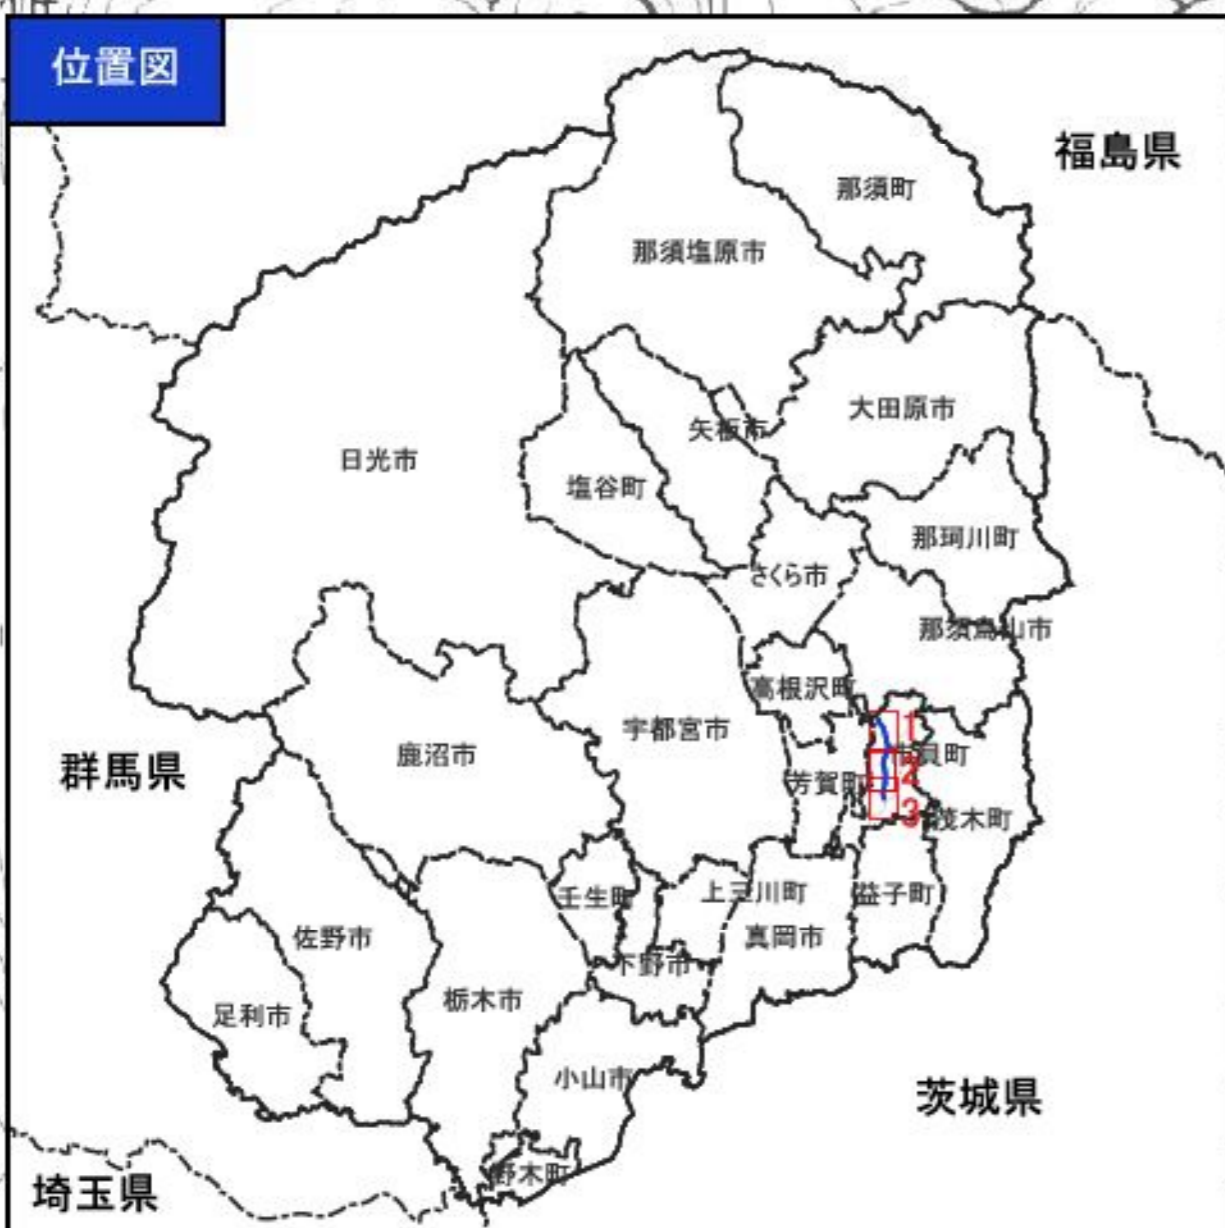 位置図
福島県
那須町
那須塩原市
大田原市
矢板市
日光市
塩谷町
那珂川町
さくら市
那須烏山市
高根沢町
宇都宮市
1
市貝町
鹿沼市
群馬県
芳賀町
2
3
茂木町
壬生町
上三川町
益子町
佐野市
真岡市
下野市
栃木市
足利市
小山市
茨城県
野木町
埼玉県